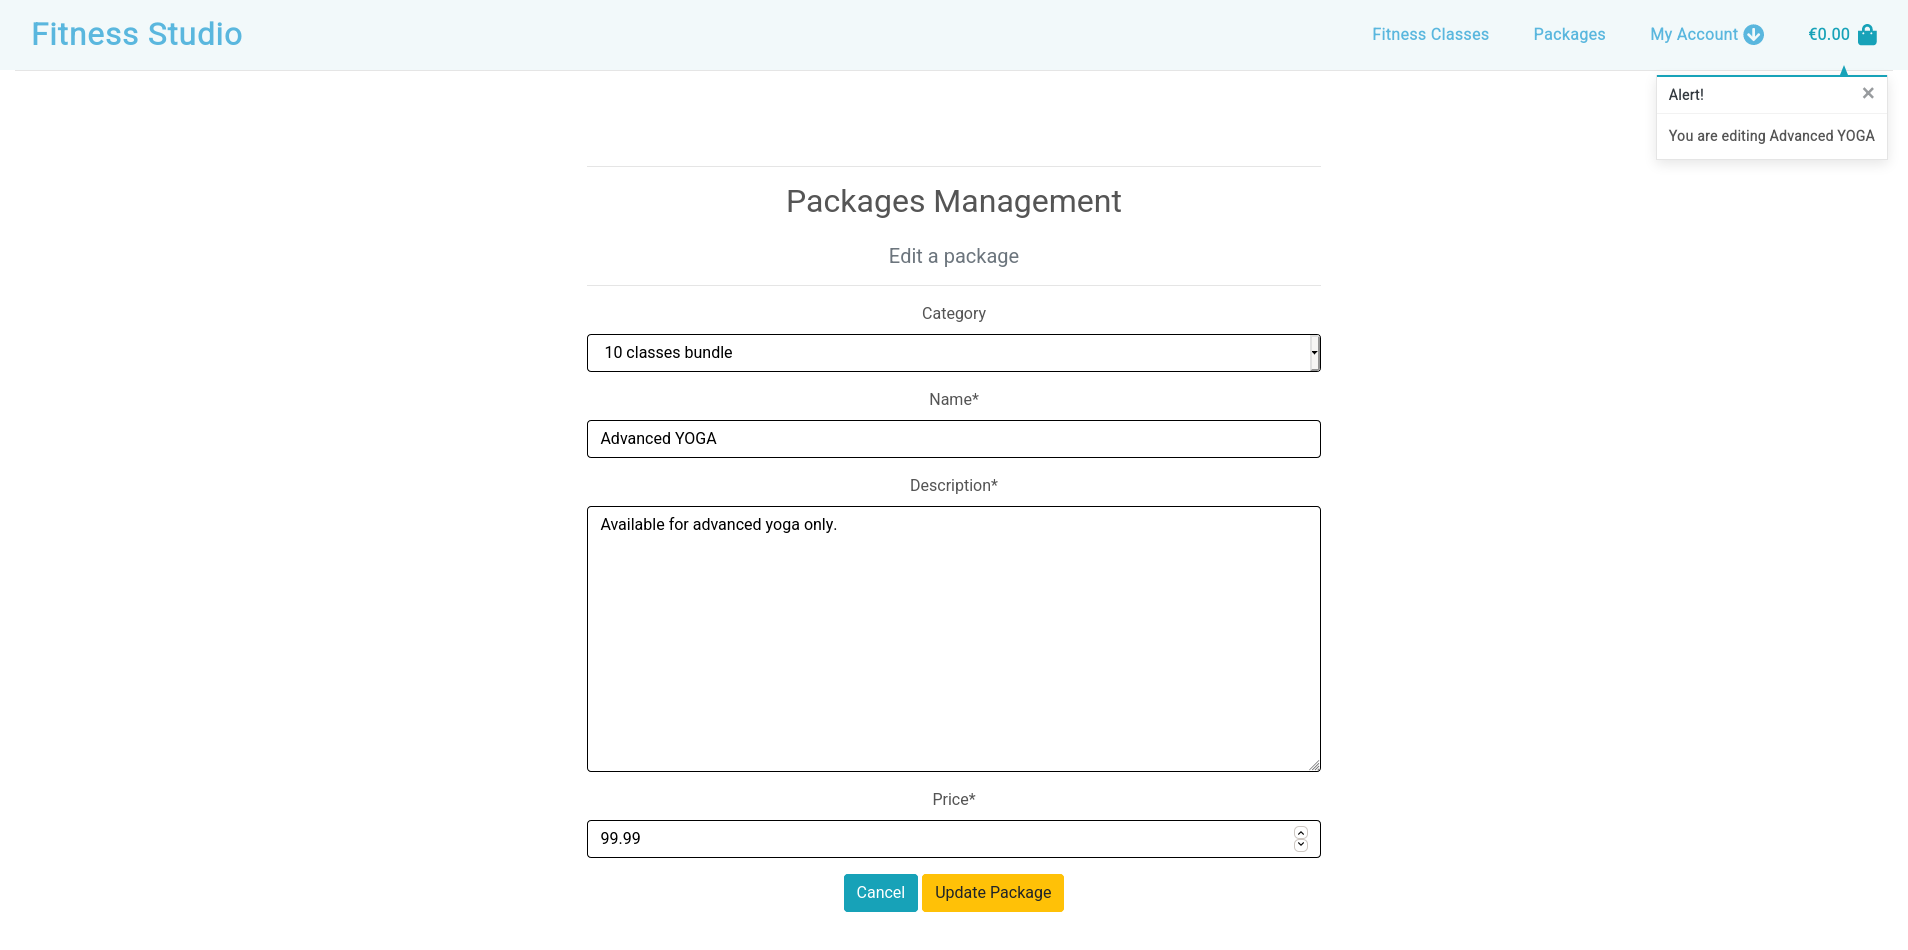 Fitness Studio
Fitness Classes
Packages
My Account
€0.00
Alert!
×
You are editing Advanced YOGA
Packages Management
Edit a package
Category
10 classes bundle
Name*
Advanced YOGA
Description*
Available for advanced yoga only.
Price*
99.99
Cancel
Update Package